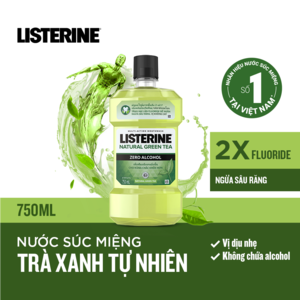 LISTERINE
NHÃN HIỆU NƯỚC SÚC MIỆNG
SỐ 1
TẠI VIỆT NAM
LISTERINE
NATURAL GREEN TEA
ZERO ALCOHOL
2X FLUORIDE
NGỪA SÂU RĂNG
750ML
NƯỚC SÚC MIỆNG
TRÀ XANH TỰ NHIÊN
Vị dịu nhẹ
Không chứa alcohol